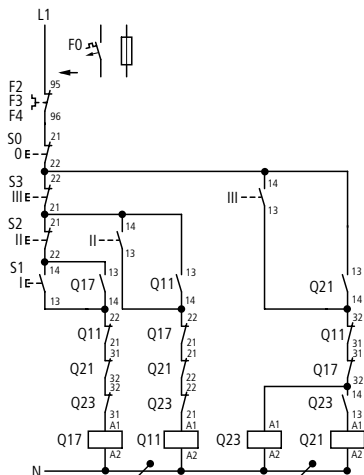 L1
F0
F2 95
F3
F4 96
S0 21
0 E 22
S3 22 14
III E 21 III 13
S2 21 14
II E 22 II 13
S1 14 13 13 13
I E 13 Q17 14 Q11 14 Q21 14
Q11 22 21 Q17 22 21 Q11 32 31
Q21 31 32 Q21 21 22 Q17 31 32
Q23 32 31 Q23 22 21 Q23 14 13
Q17 A1 A2 Q11 A1 A2 Q23 A1 A2 Q21 A1 A2
N